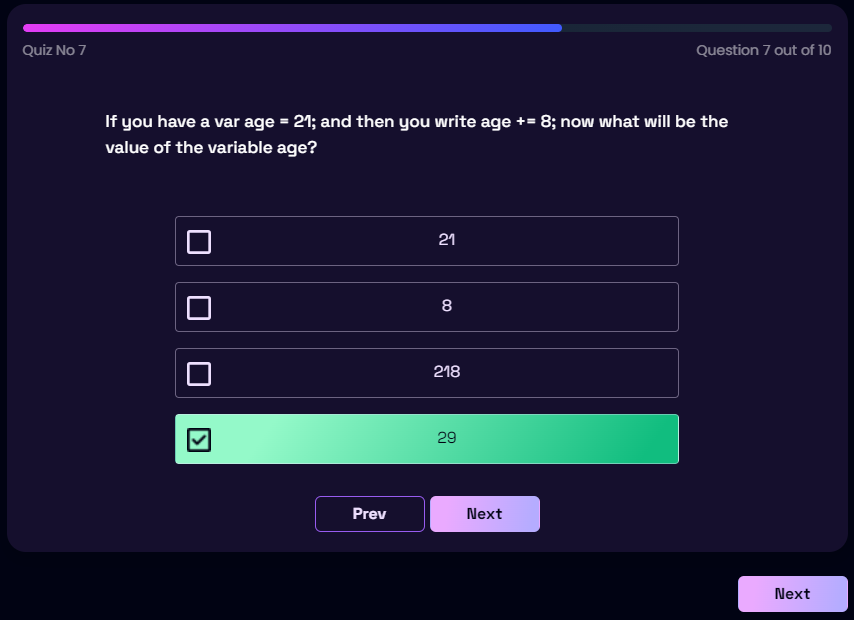 Quiz No 7
Question 7 out of 10
If you have a var age = 21; and then you write age += 8; now what will be the
value of the variable age?
21
8
218
29
Prev
Next
Next